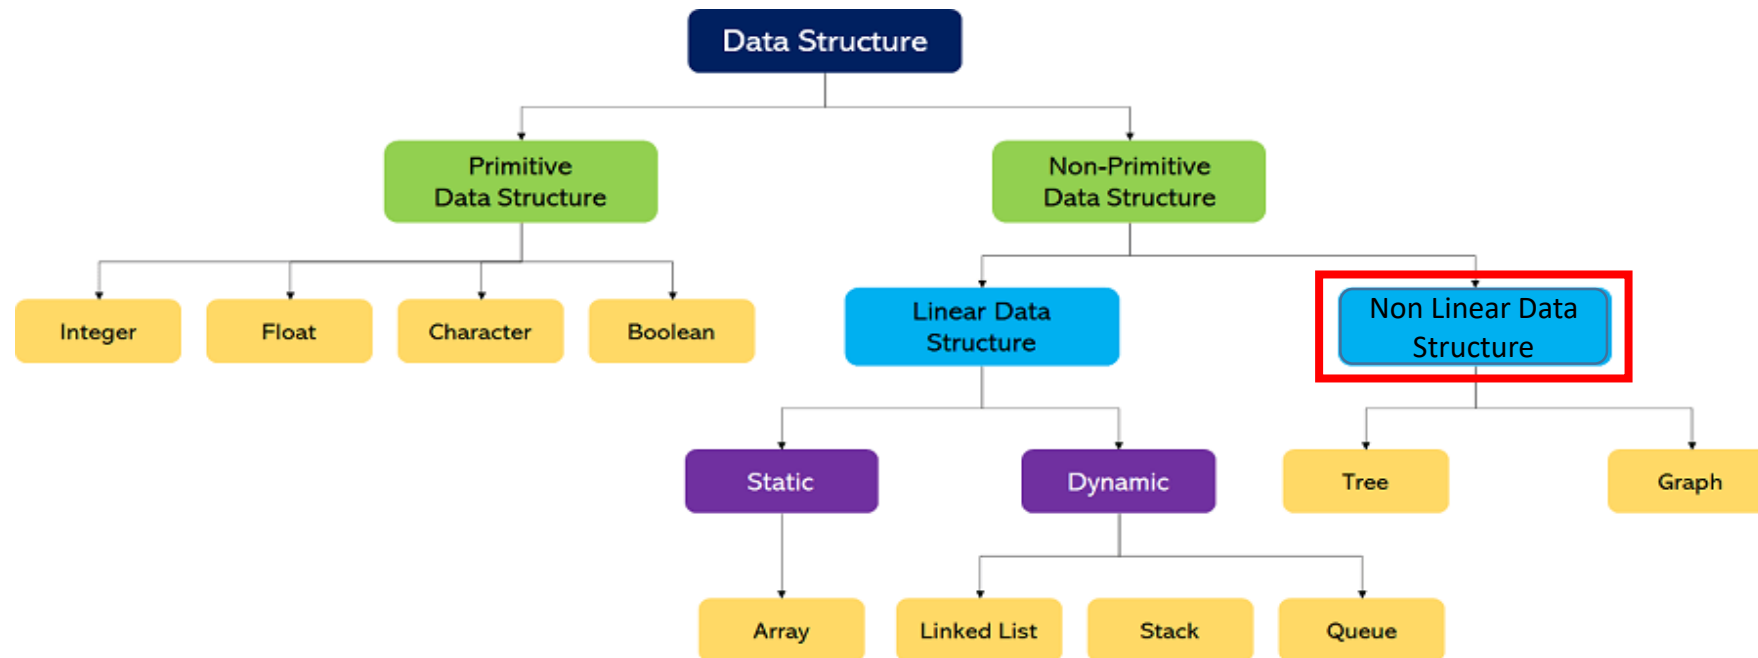 Data Structure
Primitive
Data Structure
Non-Primitive
Data Structure
Integer
Float
Character
Boolean
Linear Data
Structure
Non Linear Data
Structure
Static
Dynamic
Tree
Graph
Array
Linked List
Stack
Queue